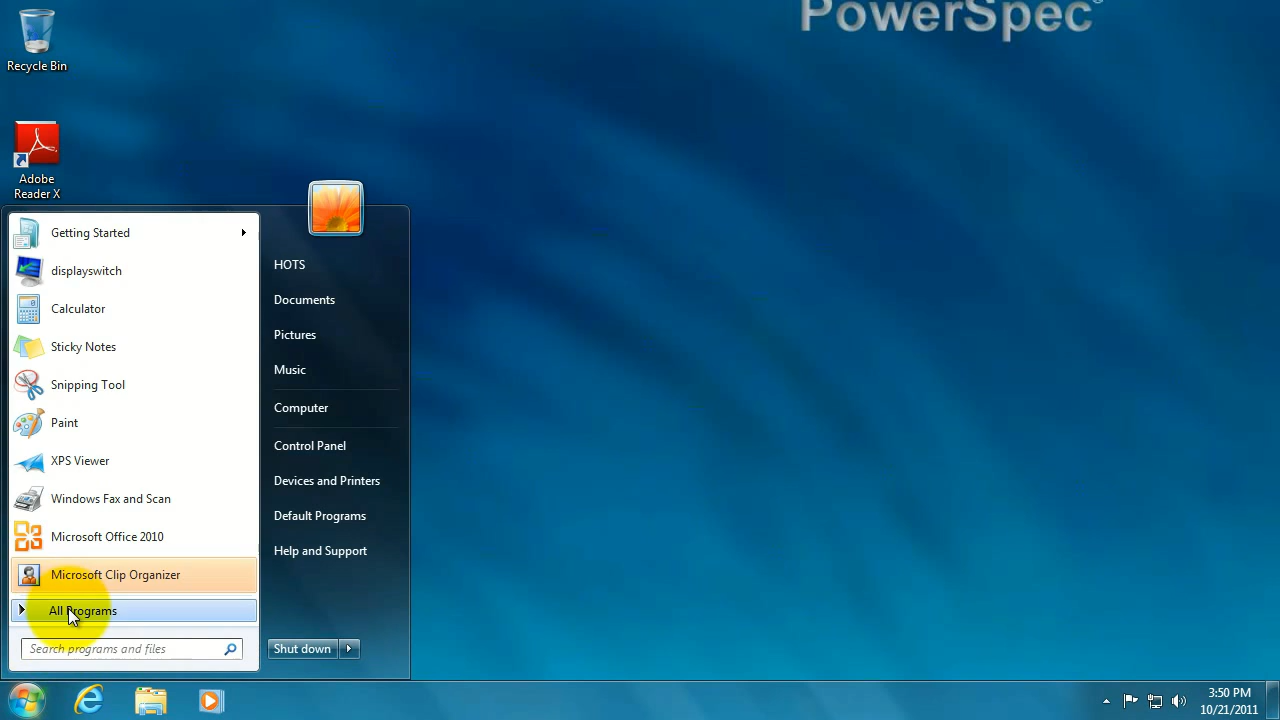 PowerSpec®
Recycle Bin
Adobe
Reader X
Getting Started
displayswitch
Calculator
Sticky Notes
Snipping Tool
Paint
XPS Viewer
Windows Fax and Scan
Microsoft Office 2010
Microsoft Clip Organizer
All Programs
Search programs and files
HOTS
Documents
Pictures
Music
Computer
Control Panel
Devices and Printers
Default Programs
Help and Support
Shut down
3:50 PM
10/21/2011